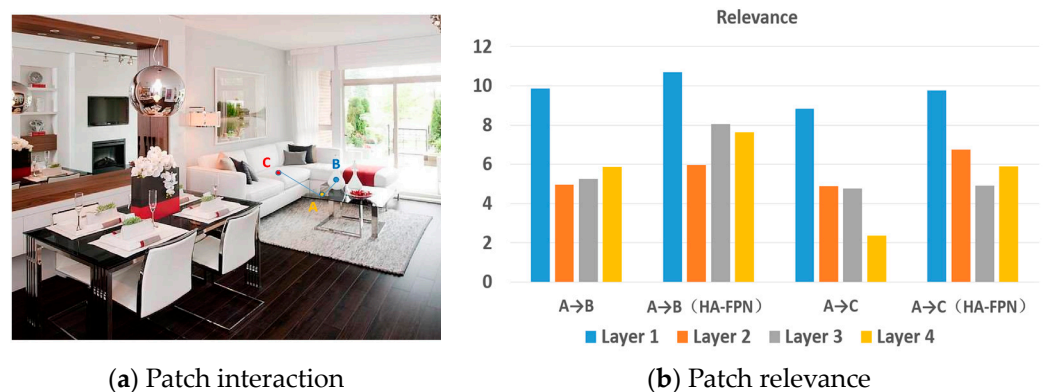 C
B
A
Relevance
12
10
8
6
4
2
0
A→B
A→B（HA-FPN）
A→C
A→C（HA-FPN）
Layer 1 Layer 2 Layer 3 Layer 4
(a) Patch interaction
(b) Patch relevance